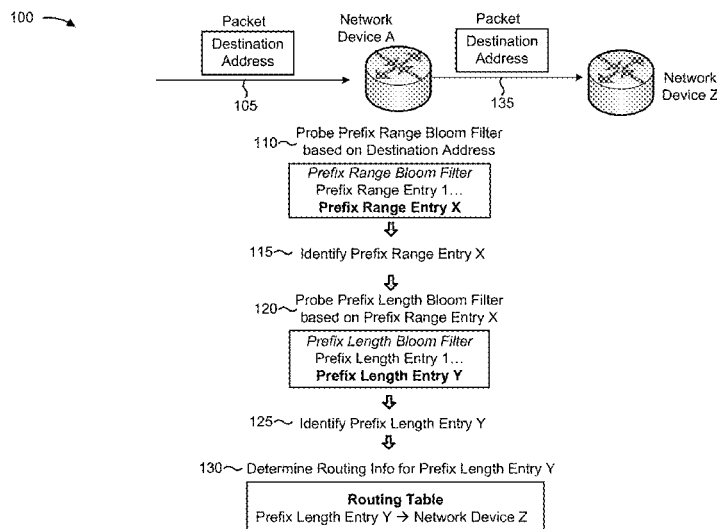 100
Packet
Destination
Address
105
Network
Device A
Packet
Destination
Address
135
Network
Device Z
110 Probe Prefix Range Bloom Filter
based on Destination Address
Prefix Range Bloom Filter
Prefix Range Entry 1...
Prefix Range Entry X
115 Identify Prefix Range Entry X
120 Probe Prefix Length Bloom Filter
based on Prefix Range Entry X
Prefix Length Bloom Filter
Prefix Length Entry 1...
Prefix Length Entry Y
125 Identify Prefix Length Entry Y
130 Determine Routing Info for Prefix Length Entry Y
Routing Table
Prefix Length Entry Y → Network Device Z